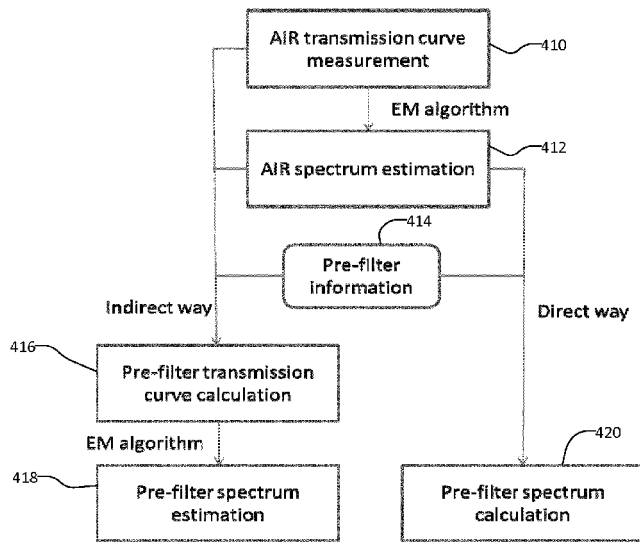 AIR transmission curve
measurement
410
EM algorithm
412
AIR spectrum estimation
414
Pre-filter
information
Indirect way
Direct way
416
Pre-filter transmission
curve calculation
EM algorithm
420
418
Pre-filter spectrum
estimation
Pre-filter spectrum
calculation